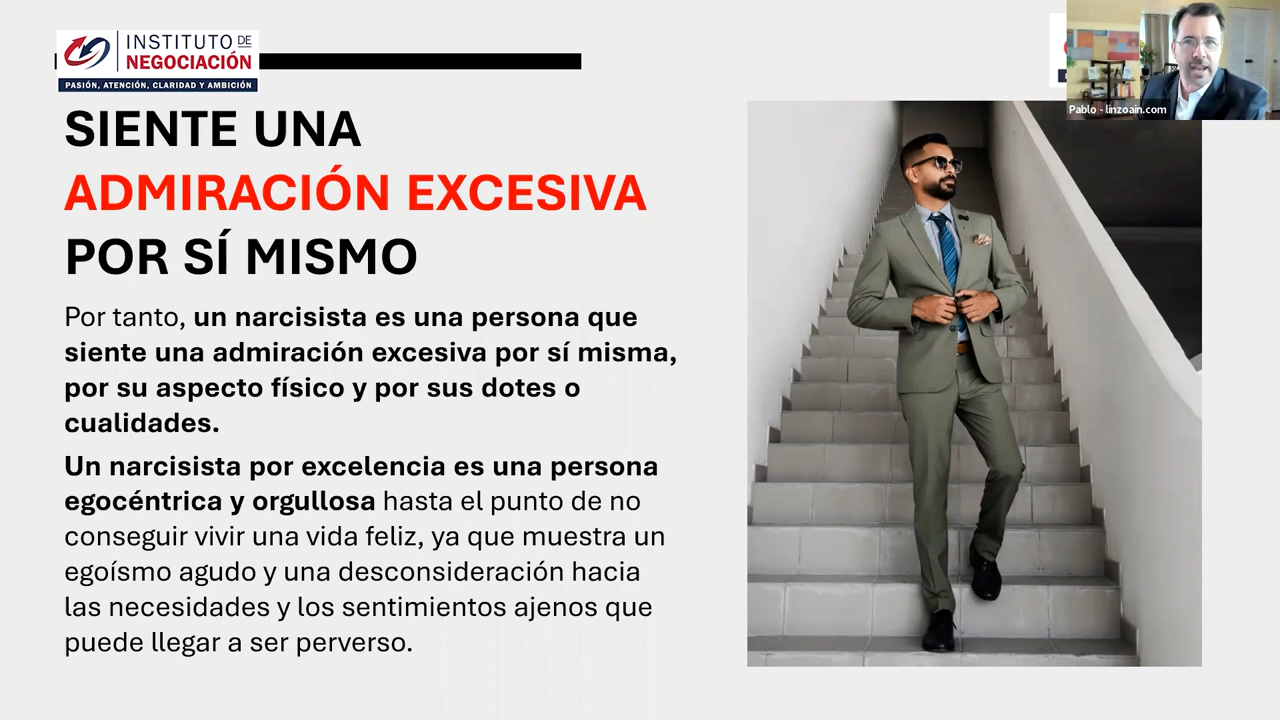 INSTITUTO DE
NEGOCIACIÓN
PASIÓN, ATENCIÓN, CLARIDAD Y AMBICIÓN
Pablo - linzoain.com
SIENTE UNA
ADMIRACIÓN EXCESIVA
POR SÍ MISMO
Por tanto, un narcisista es una persona que
siente una admiración excesiva por sí misma,
por su aspecto físico y por sus dotes o
cualidades.
Un narcisista por excelencia es una persona
egocéntrica y orgullosa hasta el punto de no
conseguir vivir una vida feliz, ya que muestra un
egoísmo agudo y una desconsideración hacia
las necesidades y los sentimientos ajenos que
puede llegar a ser perverso.